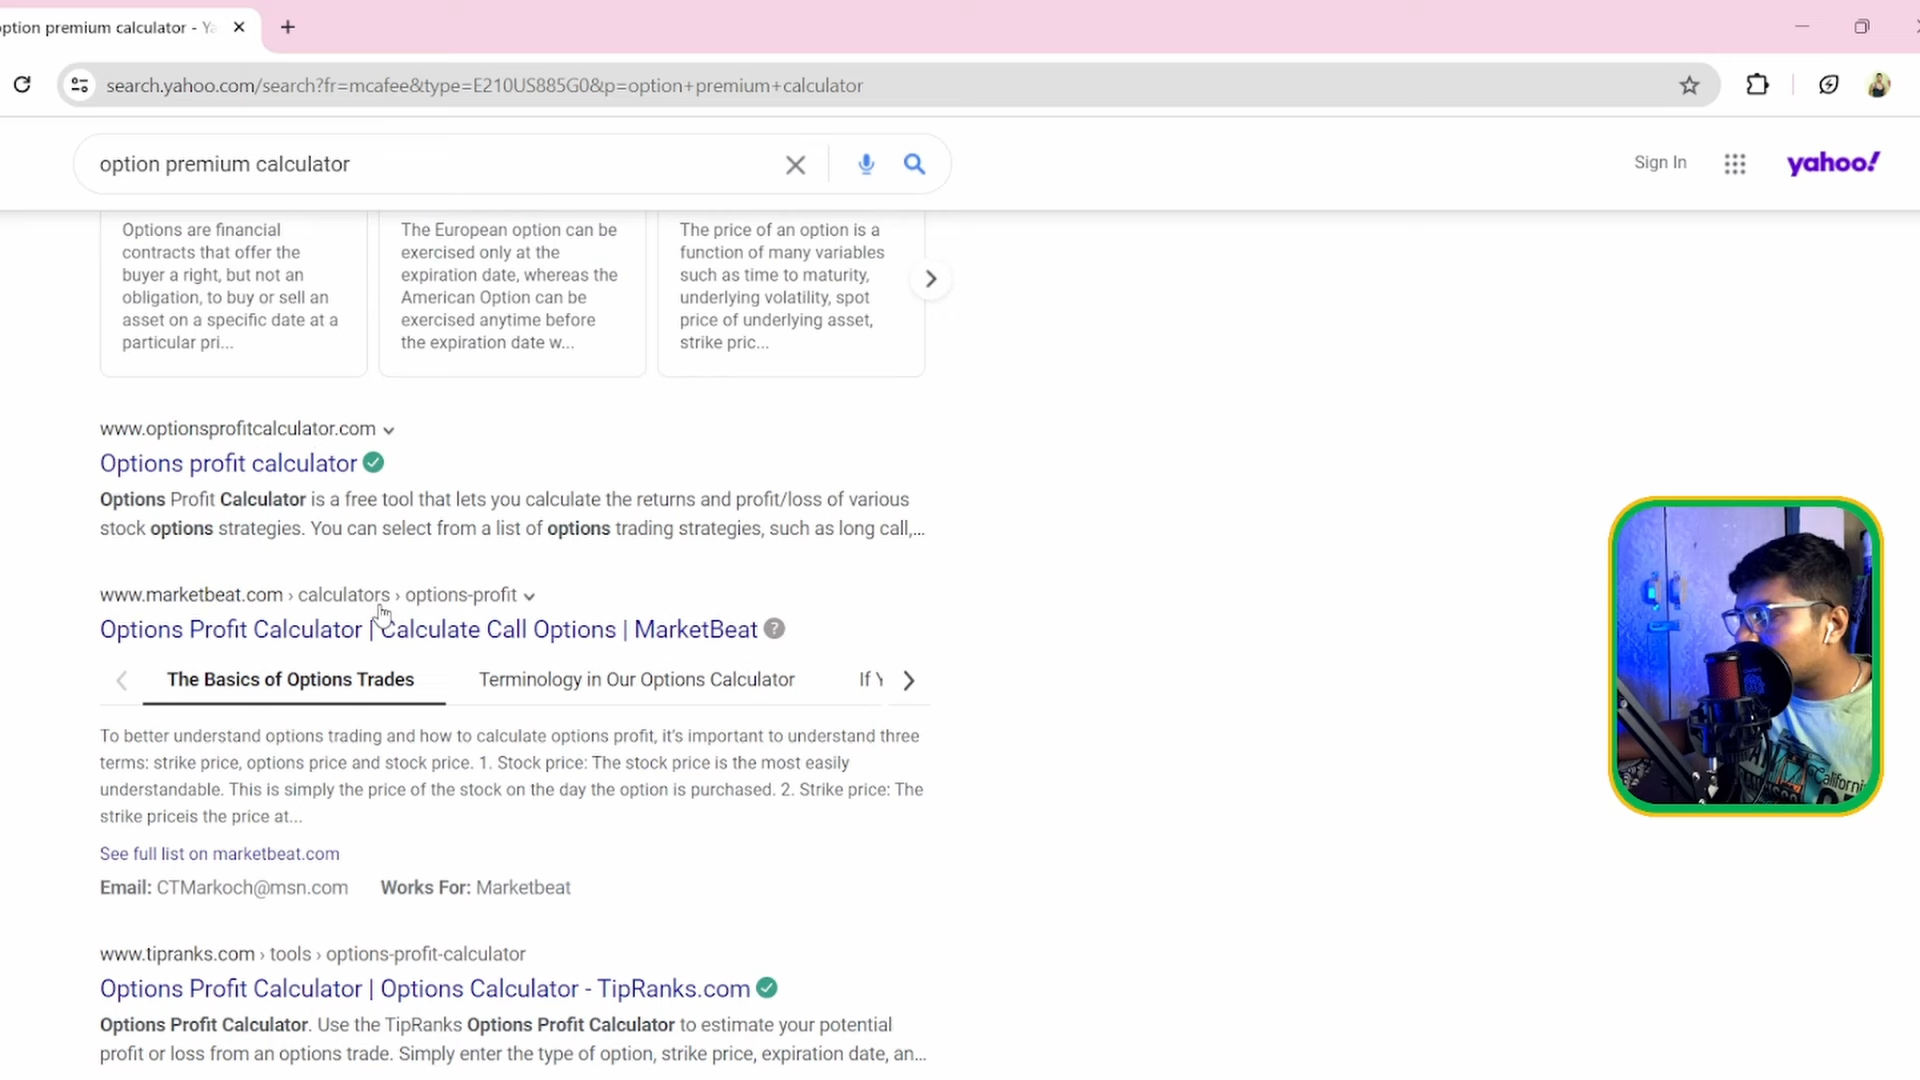 option premium calculator - Ya
search.yahoo.com/search?fr=mcafee&type=E210US885G0&p=option+premium+calculator
option premium calculator
Sign In
yahoo!
Options are financial
contracts that offer the
buyer a right, but not an
obligation, to buy or sell an
asset on a specific date at a
particular pri...
The European option can be
exercised only at the
expiration date, whereas the
American Option can be
exercised anytime before
the expiration date w...
The price of an option is a
function of many variables
such as time to maturity,
underlying volatility, spot
price of underlying asset,
strike pric...
www.optionsprofitcalculator.com
Options profit calculator
Options Profit Calculator is a free tool that lets you calculate the returns and profit/loss of various
stock options strategies. You can select from a list of options trading strategies, such as long call,...
www.marketbeat.com › calculators › options-profit
Options Profit Calculator | Calculate Call Options | MarketBeat
The Basics of Options Trades
Terminology in Our Options Calculator
If Y
To better understand options trading and how to calculate options profit, it's important to understand three
terms: strike price, options price and stock price. 1. Stock price: The stock price is the most easily
understandable. This is simply the price of the stock on the day the option is purchased. 2. Strike price: The
strike priceis the price at...
See full list on marketbeat.com
Email: CTMarkoch@msn.com Works For: Marketbeat
www.tipranks.com › tools › options-profit-calculator
Options Profit Calculator | Options Calculator - TipRanks.com
Options Profit Calculator. Use the TipRanks Options Profit Calculator to estimate your potential
profit or loss from an options trade. Simply enter the type of option, strike price, expiration date, an...
California